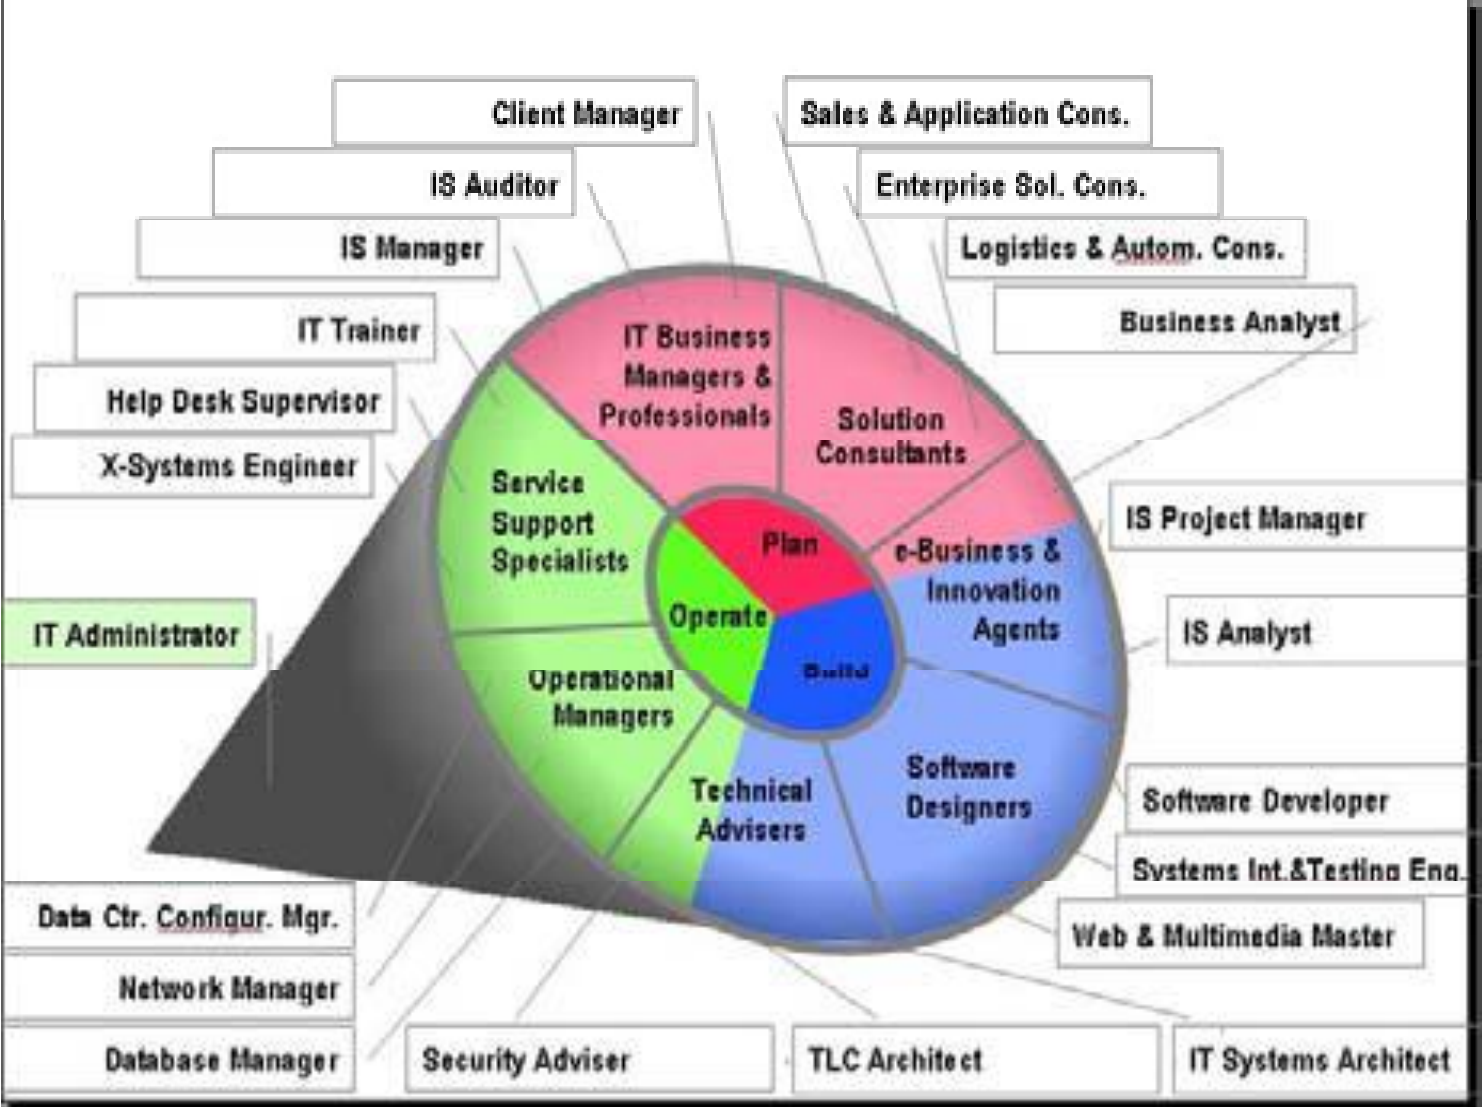 Client Manager
Sales & Application Cons.
IS Auditor
Enterprise Sol. Cons.
IS Manager
Logistics & Autom. Cons.
IT Trainer
Business Analyst
Help Desk Supervisor
X-Systems Engineer
IT Business
Managers &
Professionals
Solution
Consultants
Service
Support
Specialists
Plan
e-Business &
Innovation
Agents
IS Project Manager
Operate
Build
IT Administrator
IS Analyst
Operational
Managers
Technical
Advisers
Software
Designers
Software Developer
Systems Int.&Testing Eng.
Data Ctr. Configur. Mgr.
Web & Multimedia Master
Network Manager
Database Manager
Security Adviser
TLC Architect
IT Systems Architect